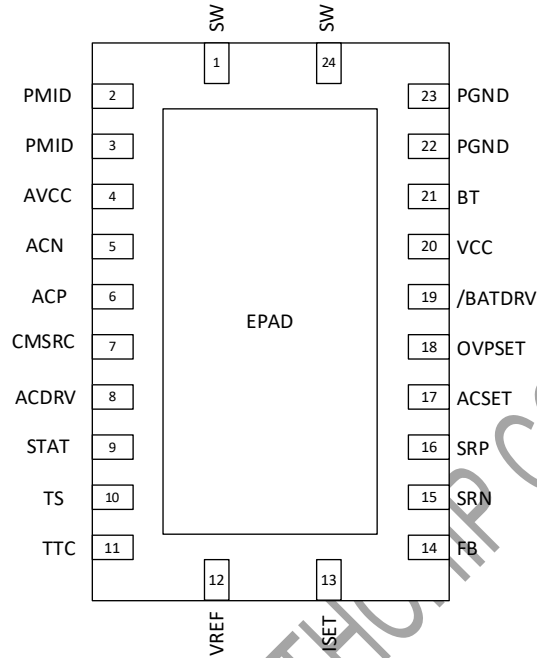 SW SW
1 24
PMID 2 23 PGND
PMID 3 22 PGND
AVCC 4 21 BT
ACN 5 20 VCC
ACP 6 19 /BATDRV
EPAD
CMSRC 7 18 OVPSET
ACDRV 8 17 ACSET
STAT 9 16 SRP
TS 10 15 SRN
TTC 11 14 FB
12 13
VREF ISET